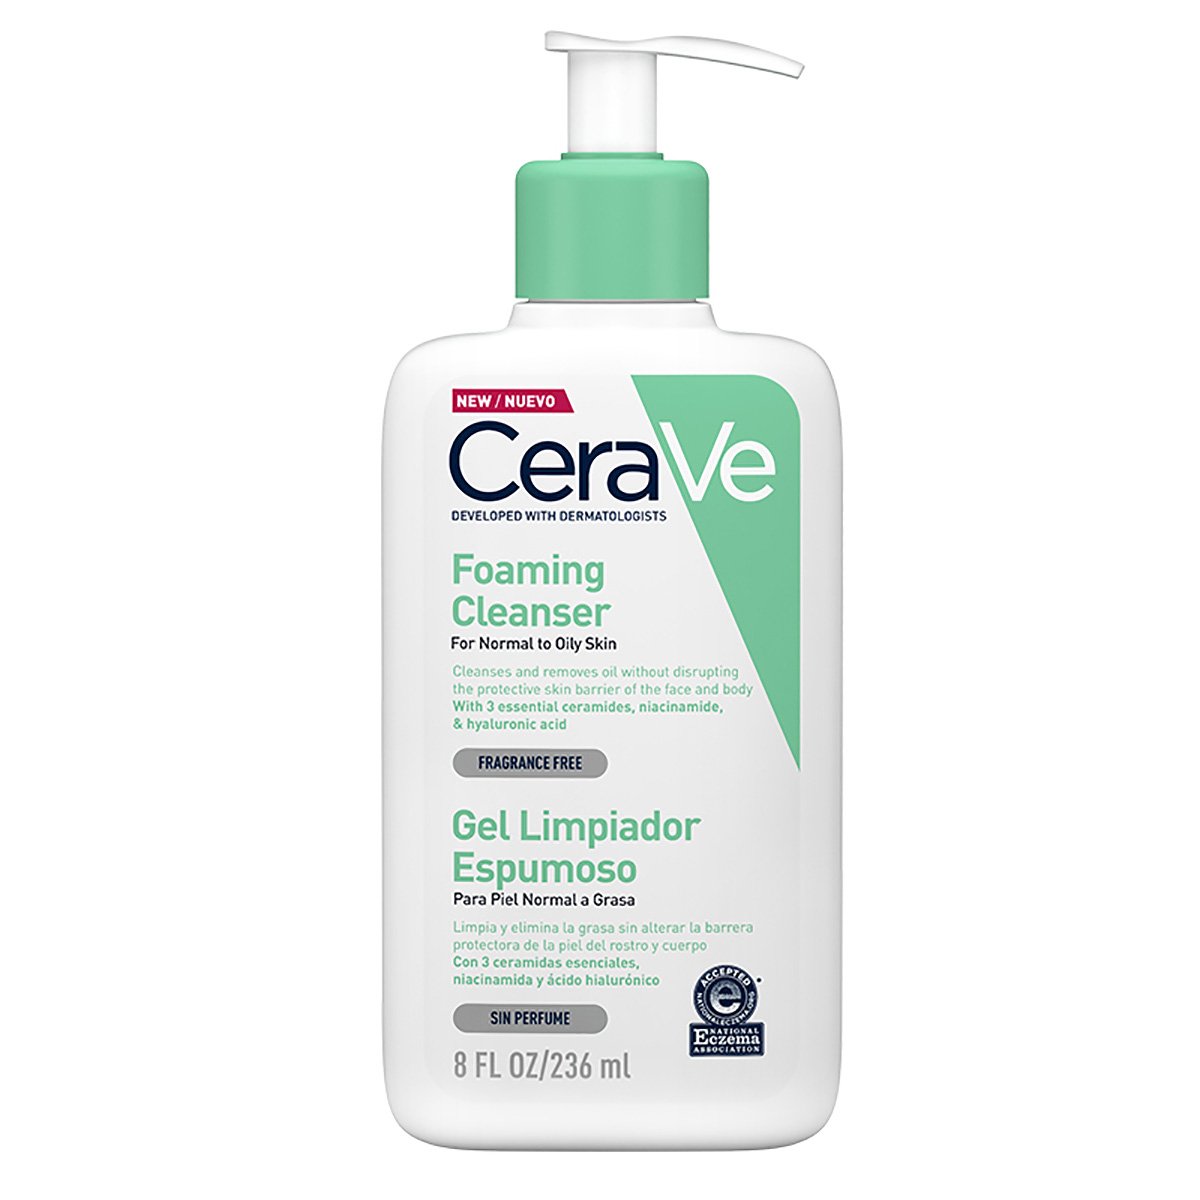 NEW / NUEVO
CeraVe
DEVELOPED WITH DERMATOLOGISTS
Foaming
Cleanser
For Normal to Oily Skin
Cleanses and removes oil without disrupting
the protective skin barrier of the face and body
With 3 essential ceramides, niacinamide,
& hyaluronic acid
FRAGRANCE FREE
Gel Limpiador
Espumoso
Para Piel Normal a Grasa
Limpia y elimina la grasa sin alterar la barrera
protectora de la piel del rostro y cuerpo
Con 3 ceramidas esenciales,
niacinamida y ácido hialurónico
SIN PERFUME
ACCEPTED
e
NATIONALECZEMA.ORG
NATIONAL
Eczema
ASSOCIATION
8 FL OZ/236 ml